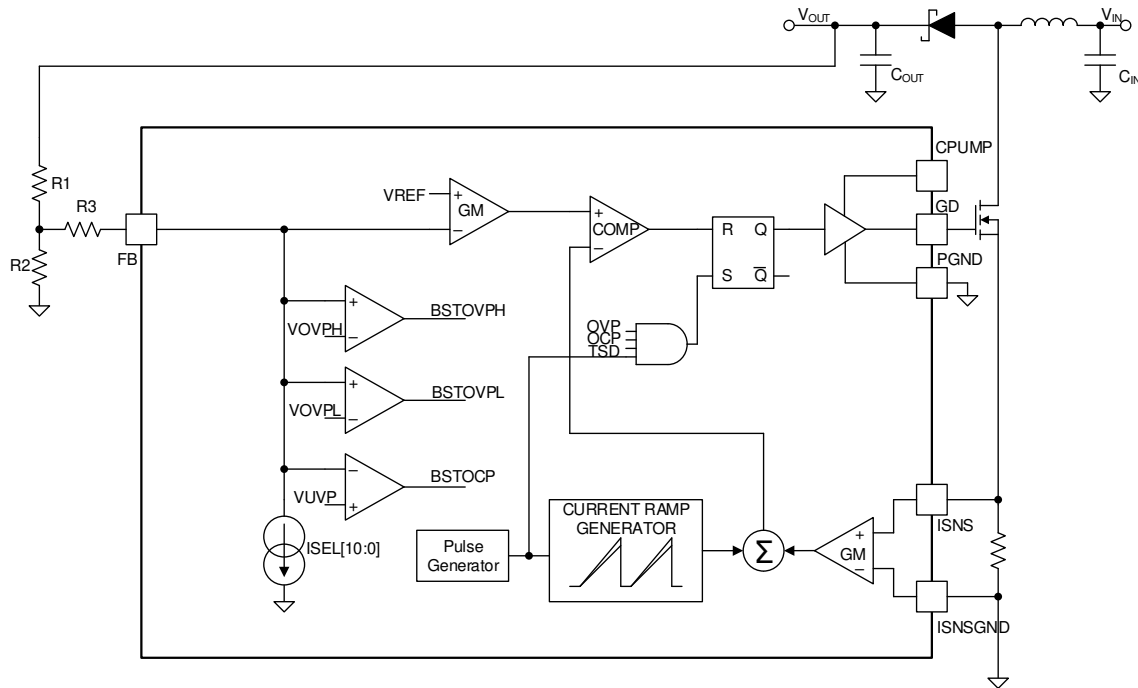 VOUT
VIN
COUT
CIN
CPUMP
R1
VREF
+
GM
−
+
COMP
−
R Q
S Q
GD
R3
FB
R2
PGND
+
BSTOVPH
VOVPH −
OVP
OCP
TSD
+
BSTOVPL
VOVPL −
−
BSTOCP
VUVP +
ISEL[10:0]
Pulse
Generator
CURRENT RAMP
GENERATOR
Σ
+
GM
−
ISNS
ISNSGND